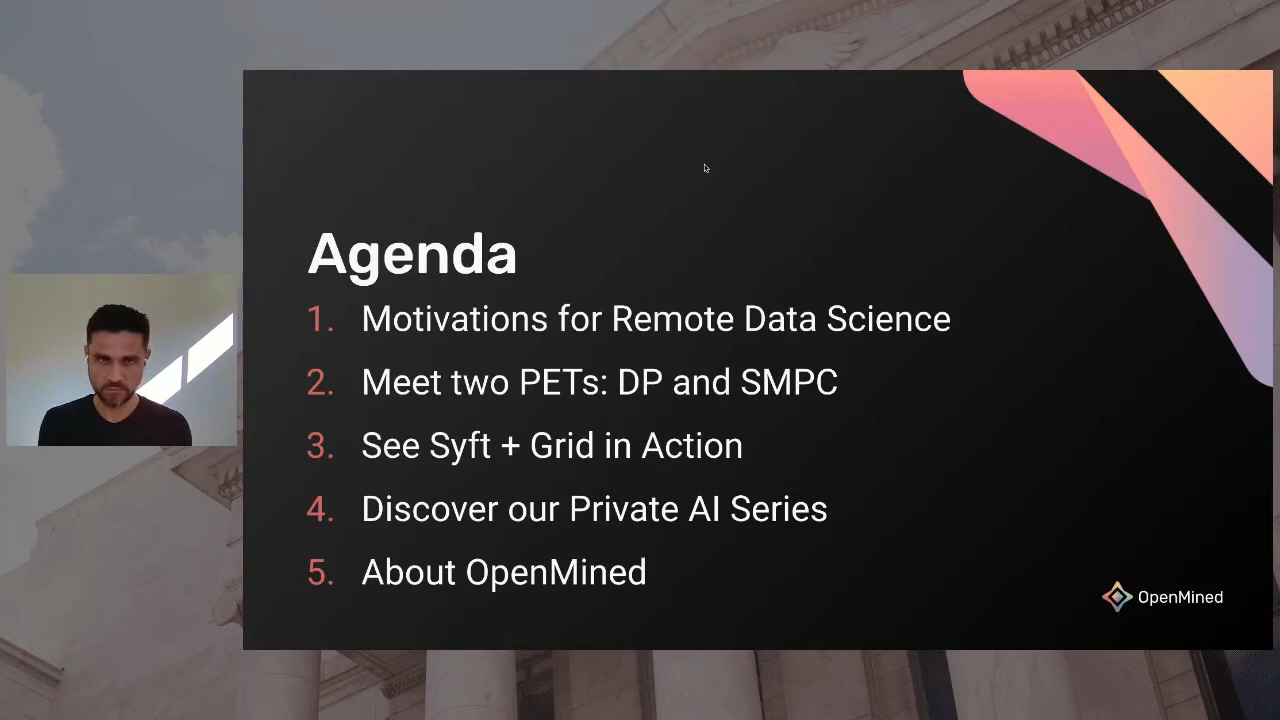 Agenda
1. Motivations for Remote Data Science
2. Meet two PETs: DP and SMPC
3. See Syft + Grid in Action
4. Discover our Private AI Series
5. About OpenMined
OpenMined